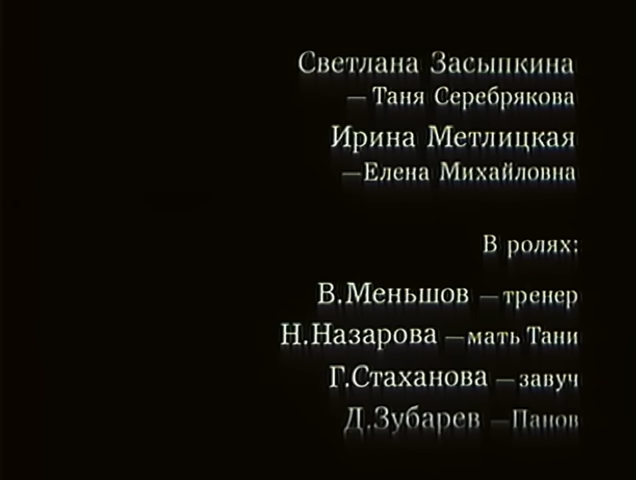 Светлана Засыпкина
— Таня Серебрякова
Ирина Метлицкая
—Елена Михайловна
В ролях:
В.Меньшов —тренер
Н.Назарова —мать Тани
Г.Стаханова —завуч
Д.Зубарев —Панов